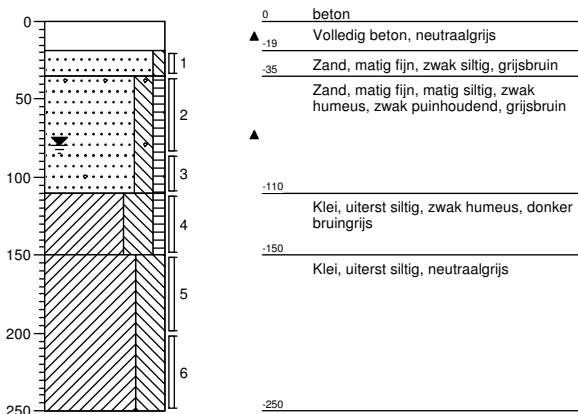 0
50
100
150
200
250
1
2
3
4
5
6
0 beton
Volledig beton, neutraalgrijs
-19
Zand, matig fijn, zwak siltig, grijsbruin
-35
Zand, matig fijn, matig siltig, zwak
humeus, zwak puinhoudend, grijsbruin
-110
Klei, uiterst siltig, zwak humeus, donker
bruingrijs
-150
Klei, uiterst siltig, neutraalgrijs
-250